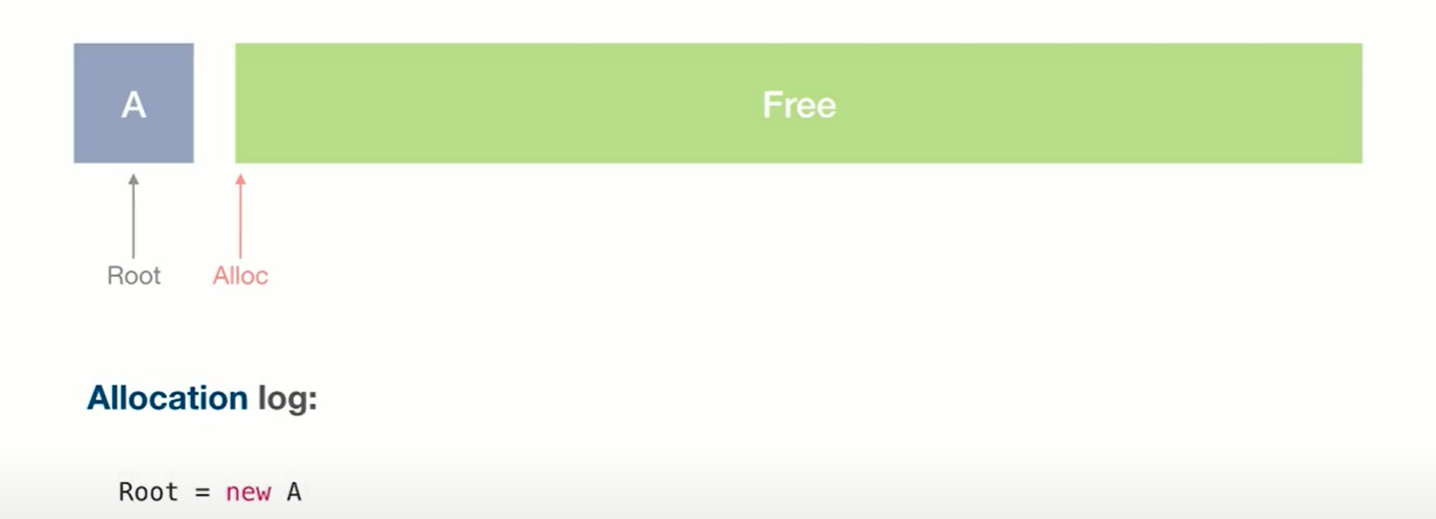 A
Free
Root
Alloc
Allocation log:
Root = new A